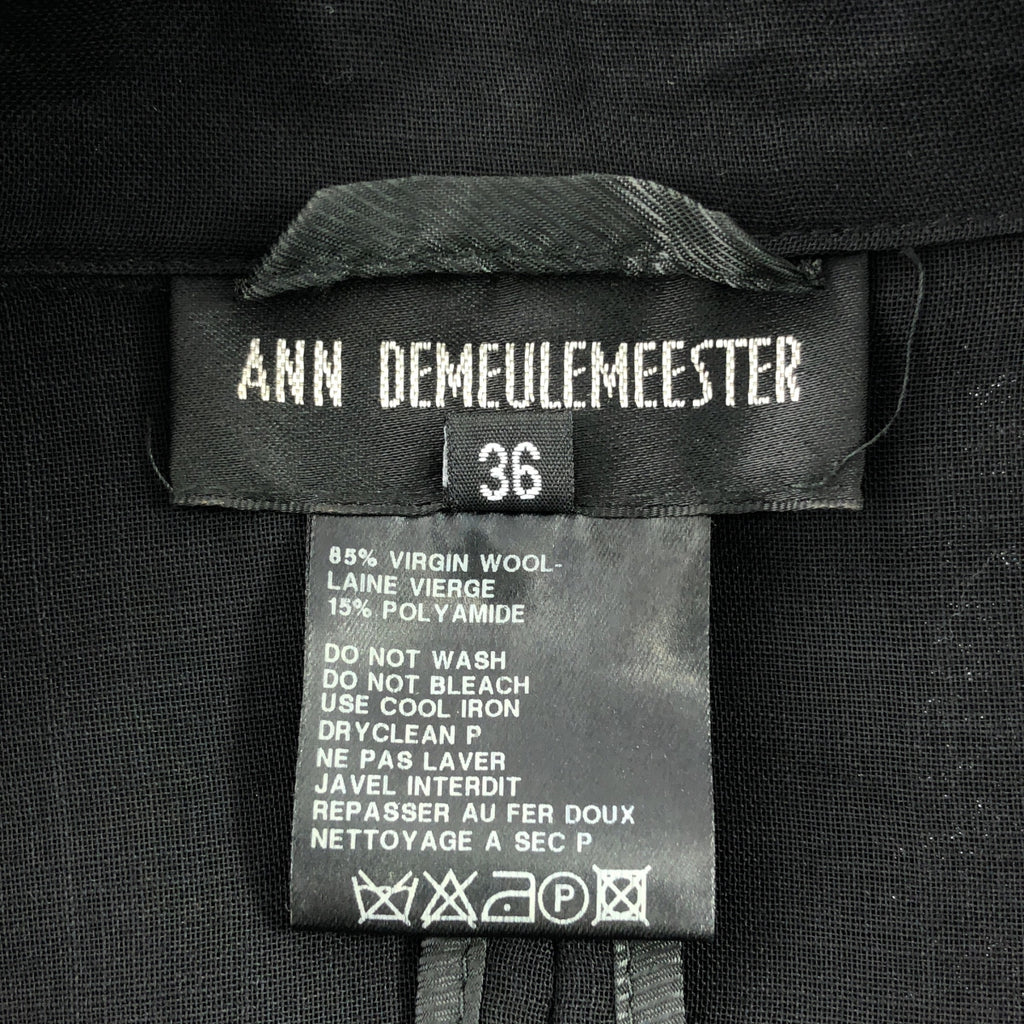 ANN DEMEULEMEESTER
36
85% VIRGIN WOOL-
LAINE VIERGE
15% POLYAMIDE
DO NOT WASH
DO NOT BLEACH
USE COOL IRON
DRYCLEAN P
NE PAS LAVER
JAVEL INTERDIT
REPASSER AU FER DOUX
NETTOYAGE A SEC P
P